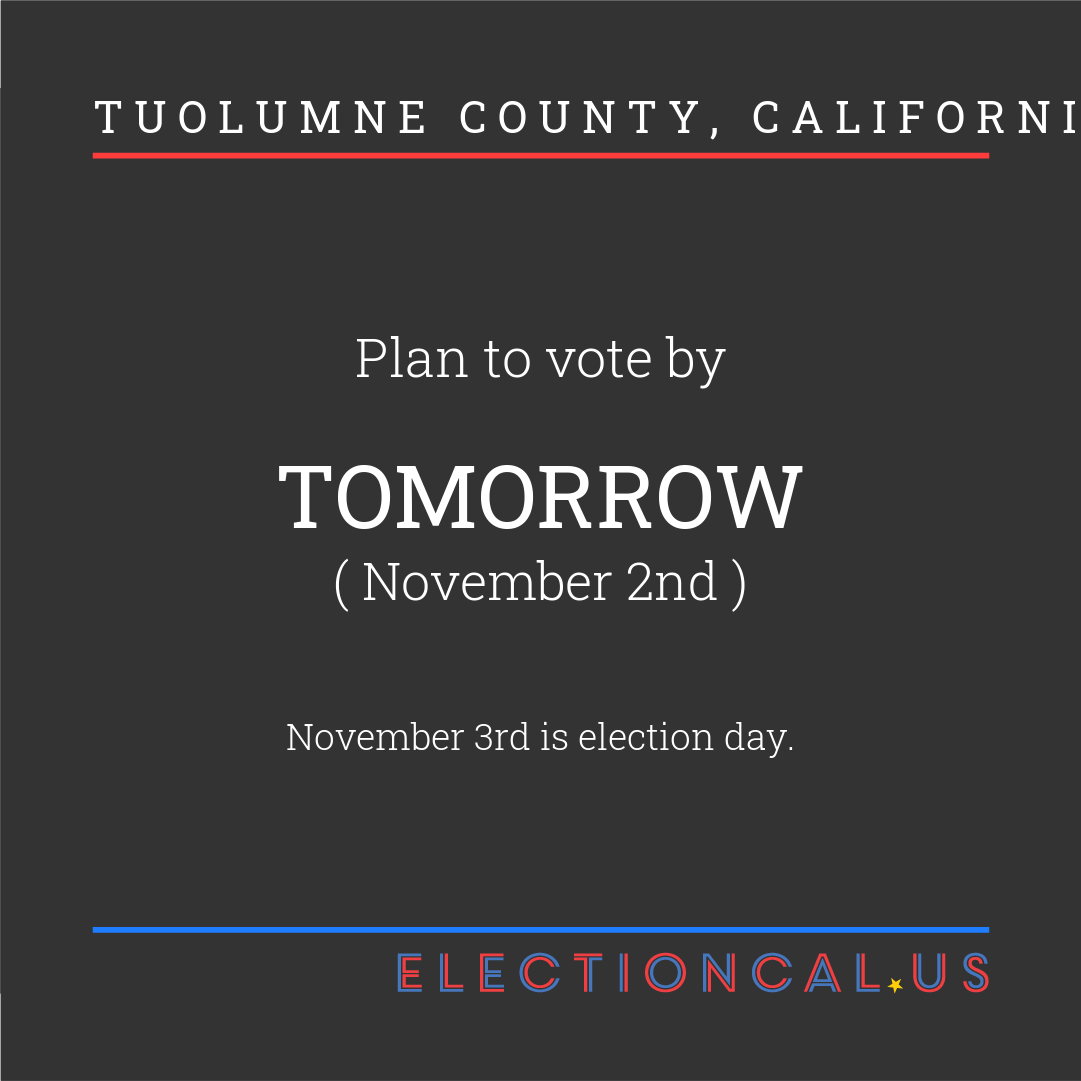 TUOLUMNE COUNTY, CALIFORNI
Plan to vote by
TOMORROW
( November 2nd )
November 3rd is election day.
ELECTIONCAL.US